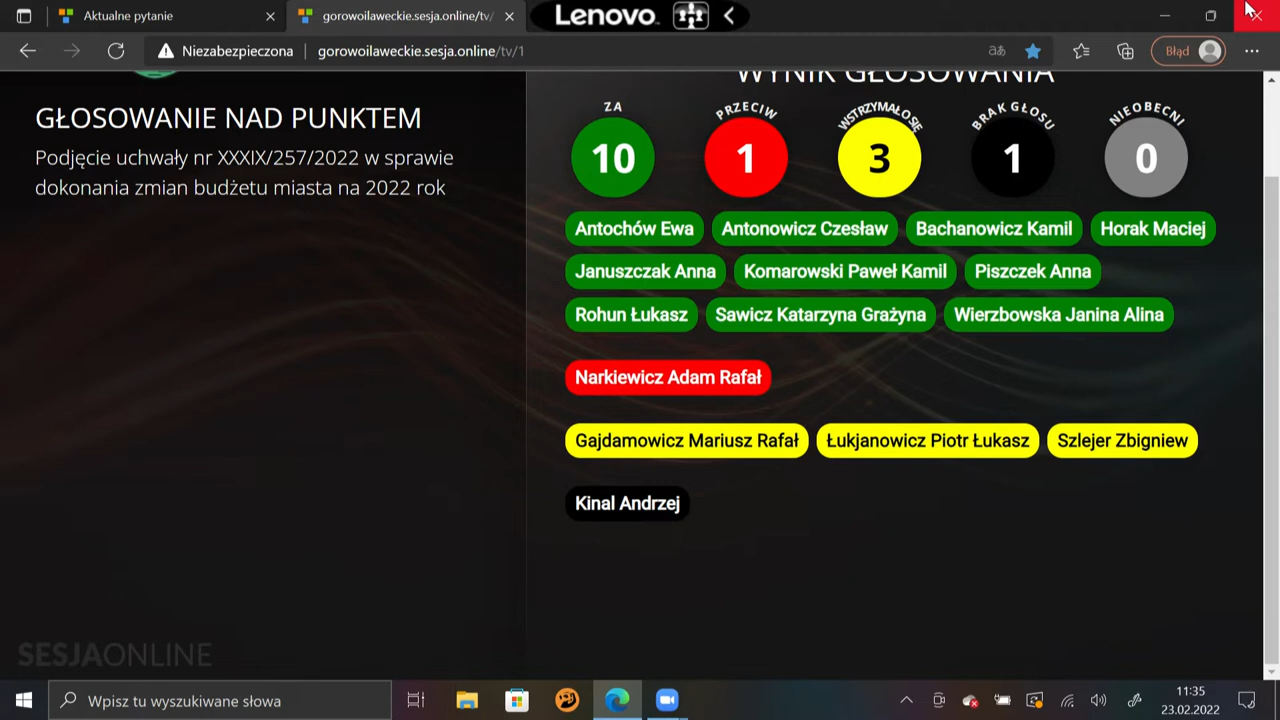 Aktualne pytanie
gorowoilaweckie.sesja.online/tv/
Lenovo
Niezabezpieczona
gorowoilaweckie.sesja.online/tv/1
aあ
Błąd
WYNIK GŁOSOWANIA
GŁOSOWANIE NAD PUNKTEM
Podjęcie uchwały nr XXXIX/257/2022 w sprawie
dokonania zmian budżetu miasta na 2022 rok
ZA
PRZECIW
WSTRZYMAŁO SIĘ
BRAK GŁOSU
NIEOBECNI
10
1
3
1
0
Antochów Ewa
Antonowicz Czesław
Bachanowicz Kamil
Horak Maciej
Januszczak Anna
Komarowski Paweł Kamil
Piszczek Anna
Rohun Łukasz
Sawicz Katarzyna Grażyna
Wierzbowska Janina Alina
Narkiewicz Adam Rafał
Gajdamowicz Mariusz Rafał
Łukjanowicz Piotr Łukasz
Szlejer Zbigniew
Kinal Andrzej
SESJAONLINE
Wpisz tu wyszukiwane słowa
11:35
23.02.2022